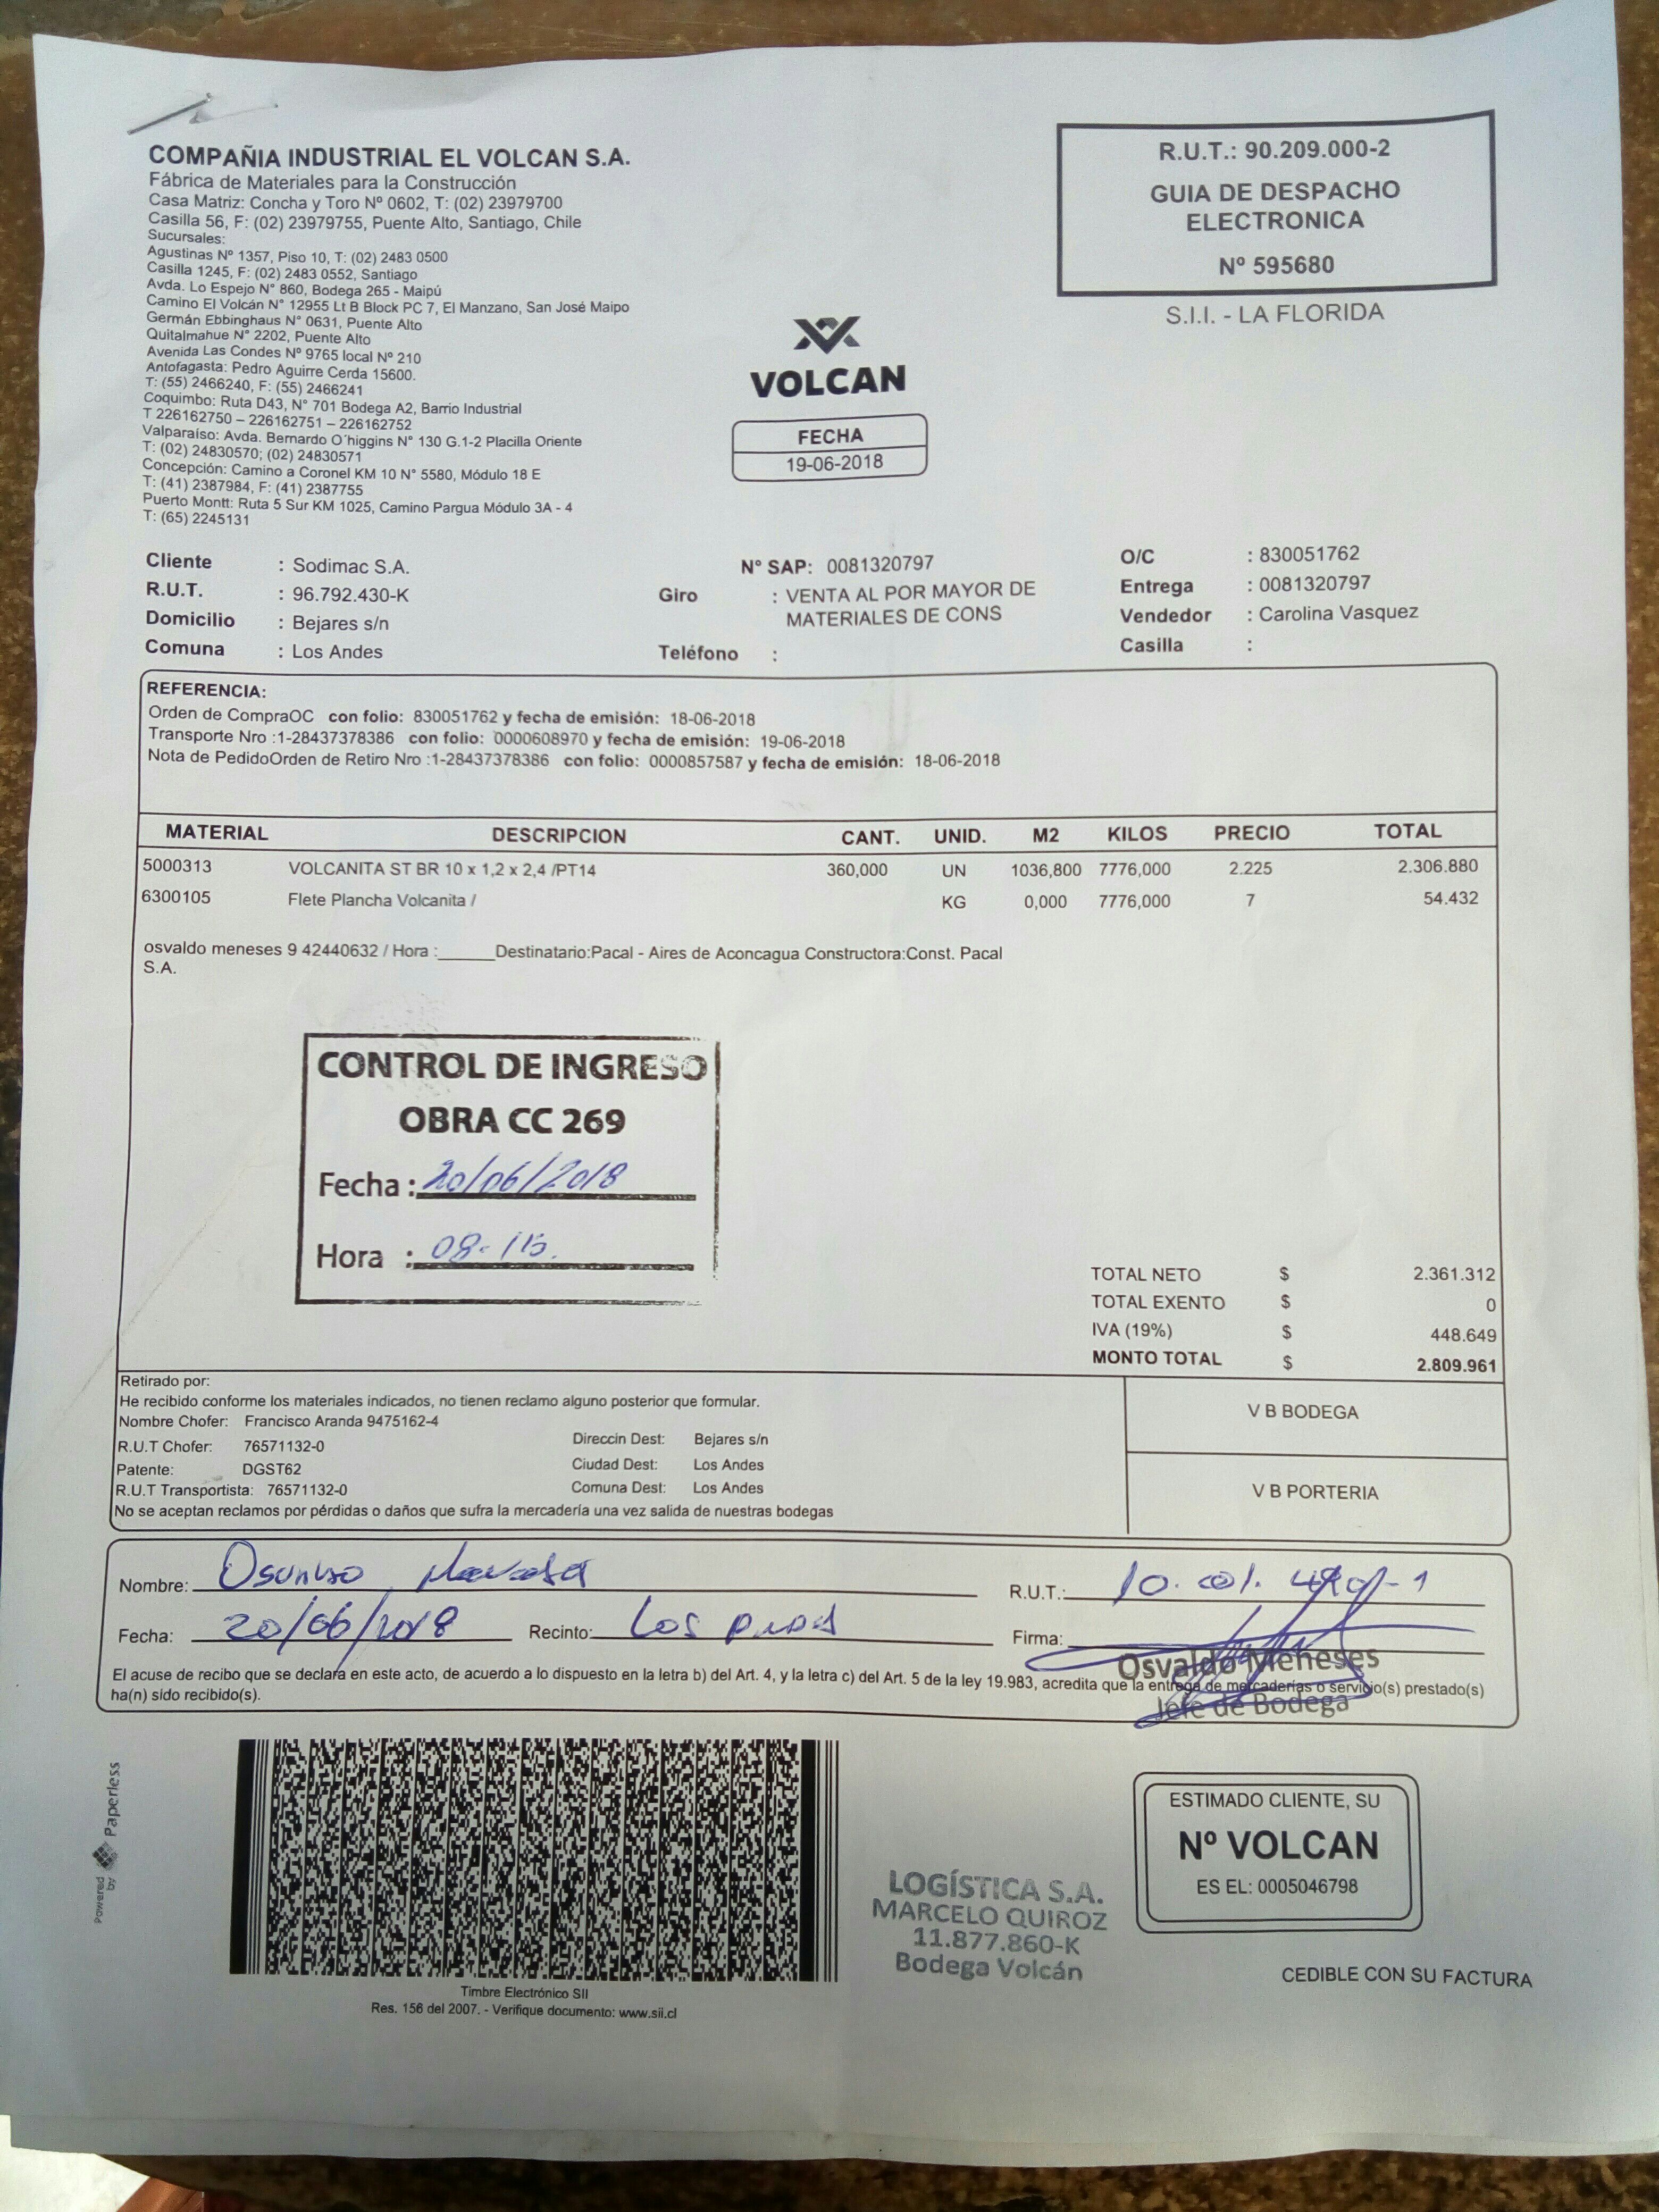 COMPAÑIA INDUSTRIAL EL VOLCAN S.A.
Fábrica de Materiales para la Construcción
Casa Matriz: Concha y Toro Nº 0602, T: (02) 23979700
Casilla 56, F: (02) 23979755, Puente Alto, Santiago, Chile
Sucursales:
Agustinas Nº 1357, Piso 10, T: (02) 2483 0500
Casilla 1245, F: (02) 2483 0552, Santiago
Avda. Lo Espejo N° 860, Bodega 265 - Maipú
Camino El Volcán N° 12955 Lt B Block PC 7, El Manzano, San José Maipo
Germán Ebbinghaus N° 0631, Puente Alto
Quitalmahue N° 2202, Puente Alto
Avenida Las Condes Nº 9765 local Nº 210
Antofagasta: Pedro Aguirre Cerda 15600.
T: (55) 2466240, F: (55) 2466241
Coquimbo: Ruta D43, N° 701 Bodega A2, Barrio Industrial
T 226162750 – 226162751 – 226162752
Valparaíso: Avda. Bernardo O´higgins N° 130 G.1-2 Placilla Oriente
T: (02) 24830570; (02) 24830571
Concepción: Camino a Coronel KM 10 N° 5580, Módulo 18 E
T: (41) 2387984, F: (41) 2387755
Puerto Montt: Ruta 5 Sur KM 1025, Camino Pargua Módulo 3A - 4
T: (65) 2245131
VOLCAN
FECHA
19-06-2018
R.U.T.: 90.209.000-2
GUIA DE DESPACHO
ELECTRONICA
Nº 595680
S.I.I. - LA FLORIDA
Cliente : Sodimac S.A. N° SAP: 0081320797 O/C : 830051762
R.U.T. : 96.792.430-K Giro : VENTA AL POR MAYOR DE Entrega : 0081320797
Domicilio : Bejares s/n MATERIALES DE CONS Vendedor : Carolina Vasquez
Comuna : Los Andes Teléfono : Casilla :
REFERENCIA:
Orden de CompraOC con folio: 830051762 y fecha de emisión: 18-06-2018
Transporte Nro :1-28437378386 con folio: 0000608970 y fecha de emisión: 19-06-2018
Nota de PedidoOrden de Retiro Nro :1-28437378386 con folio: 0000857587 y fecha de emisión: 18-06-2018
MATERIAL DESCRIPCION CANT. UNID. M2 KILOS PRECIO TOTAL
5000313 VOLCANITA ST BR 10 x 1,2 x 2,4 /PT14 360,000 UN 1036,800 7776,000 2.225 2.306.880
6300105 Flete Plancha Volcanita / KG 0,000 7776,000 7 54.432
osvaldo meneses 9 42440632 / Hora :______Destinatario:Pacal - Aires de Aconcagua Constructora:Const. Pacal
S.A.
CONTROL DE INGRESO
OBRA CC 269
Fecha : 20/06/2018
Hora : 08-15.
TOTAL NETO $ 2.361.312
TOTAL EXENTO $ 0
IVA (19%) $ 448.649
MONTO TOTAL $ 2.809.961
Retirado por:
He recibido conforme los materiales indicados, no tienen reclamo alguno posterior que formular.
Nombre Chofer: Francisco Aranda 9475162-4
R.U.T Chofer: 76571132-0 Direccin Dest: Bejares s/n
Patente: DGST62 Ciudad Dest: Los Andes
R.U.T Transportista: 76571132-0 Comuna Dest: Los Andes
No se aceptan reclamos por pérdidas o daños que sufra la mercadería una vez salida de nuestras bodegas
V B BODEGA
V B PORTERIA
Nombre: R.U.T.:
Fecha: 20/06/2018 Recinto: Los Firma:
Osvaldo Meneses
Jefe de Bodega
El acuse de recibo que se declara en este acto, de acuerdo a lo dispuesto en la letra b) del Art. 4, y la letra c) del Art. 5 de la ley 19.983, acredita que la entrega de mercaderías o servicio(s) prestado(s)
ha(n) sido recibido(s).
Powered by Paperless
Timbre Electrónico SII
Res. 156 del 2007. - Verifique documento: www.sii.cl
LOGÍSTICA S.A.
MARCELO QUIROZ
11.877.860-K
Bodega Volcán
ESTIMADO CLIENTE, SU
Nº VOLCAN
ES EL: 0005046798
CEDIBLE CON SU FACTURA